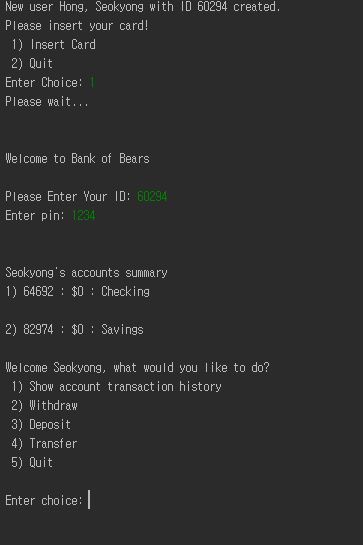 New user Hong, Seokyong with ID 60294 created.
Please insert your card!
1) Insert Card
2) Quit
Enter Choice: 1
Please wait...
Welcome to Bank of Bears
Please Enter Your ID: 60294
Enter pin: 1234
Seokyong's accounts summary
1) 64692 : $0 : Checking
2) 82974 : $0 : Savings
Welcome Seokyong, what would you like to do?
1) Show account transaction history
2) Withdraw
3) Deposit
4) Transfer
5) Quit
Enter choice: